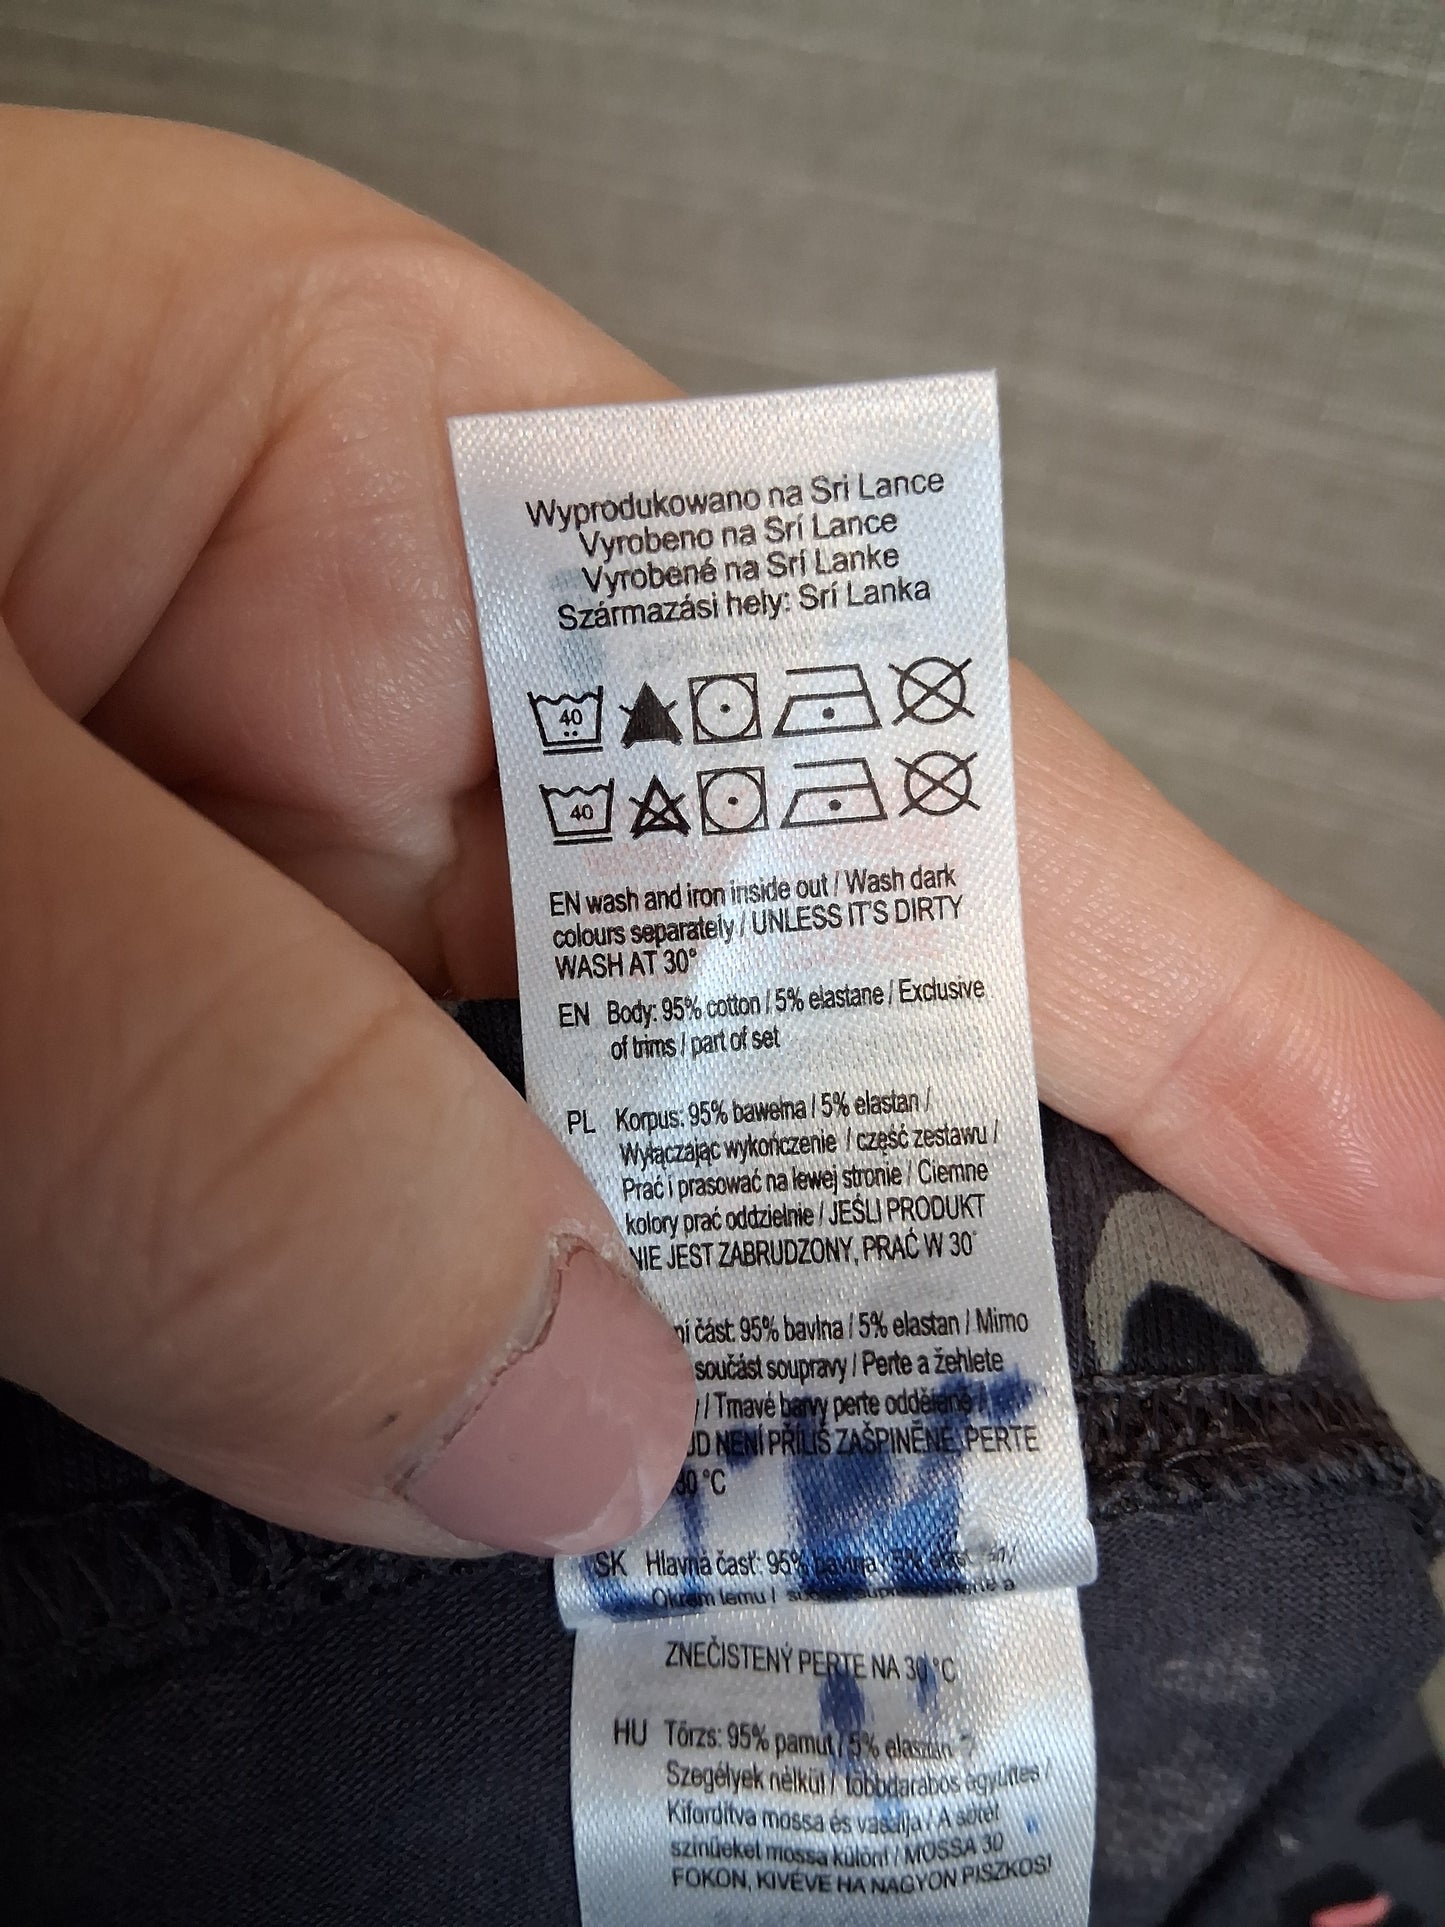 Wyprodukowano na Sri Lance
Vyrobeno na Srí Lance
Vyrobené na Srí Lanke
Származási hely: Srí Lanka
40
40
EN wash and iron inside out / Wash dark
colours separately / UNLESS IT'S DIRTY
WASH AT 30°
EN Body: 95% cotton / 5% elastane / Exclusive
of trims / part of set
PL Korpus: 95% bawełna / 5% elastan /
Wyłączając wykończenie / część zestawu /
Prać i prasować na lewej stronie / Ciemne
kolory prać oddzielnie / JEŚLI PRODUKT
NIE JEST ZABRUDZONY, PRAĆ W 30°
část: 95% bavlna / 5% elastan / Mimo
součást soupravy / Perte a žehlete
/ Tmavé barvy perte odděleně /
NENÍ PŘÍLIŠ ZAŠPINĚNÉ, PERTE
30 °C
SK Hlavná časť: 95% bavlna / 5%
Okrem lemu /
ZNEČISTENÝ PERTE NA 30 °C
HU Törzs: 95% pamut / 5% elasztán /
Szegélyek nélkül / többdarabos együttes /
Kifordítva mossa és vasalja / A sötét
színűeket mossa külön! / MOSSA 30
FOKON, KIVÉVE HA NAGYON PISZKOS!